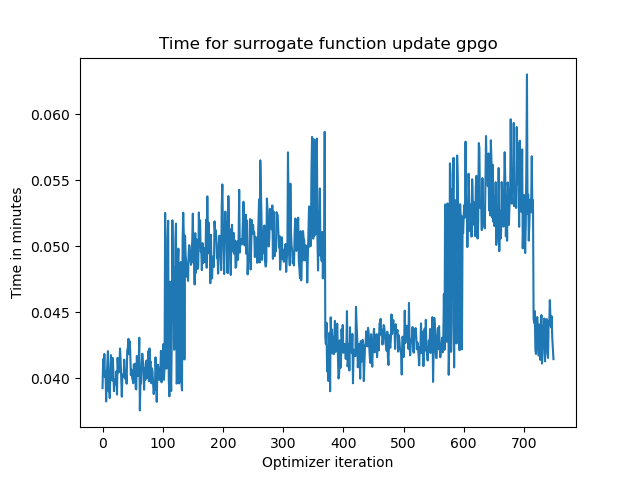 Time for surrogate function update gpgo
0.060
0.055
0.050
0.045
0.040
Time in minutes
0 100 200 300 400 500 600 700
Optimizer iteration